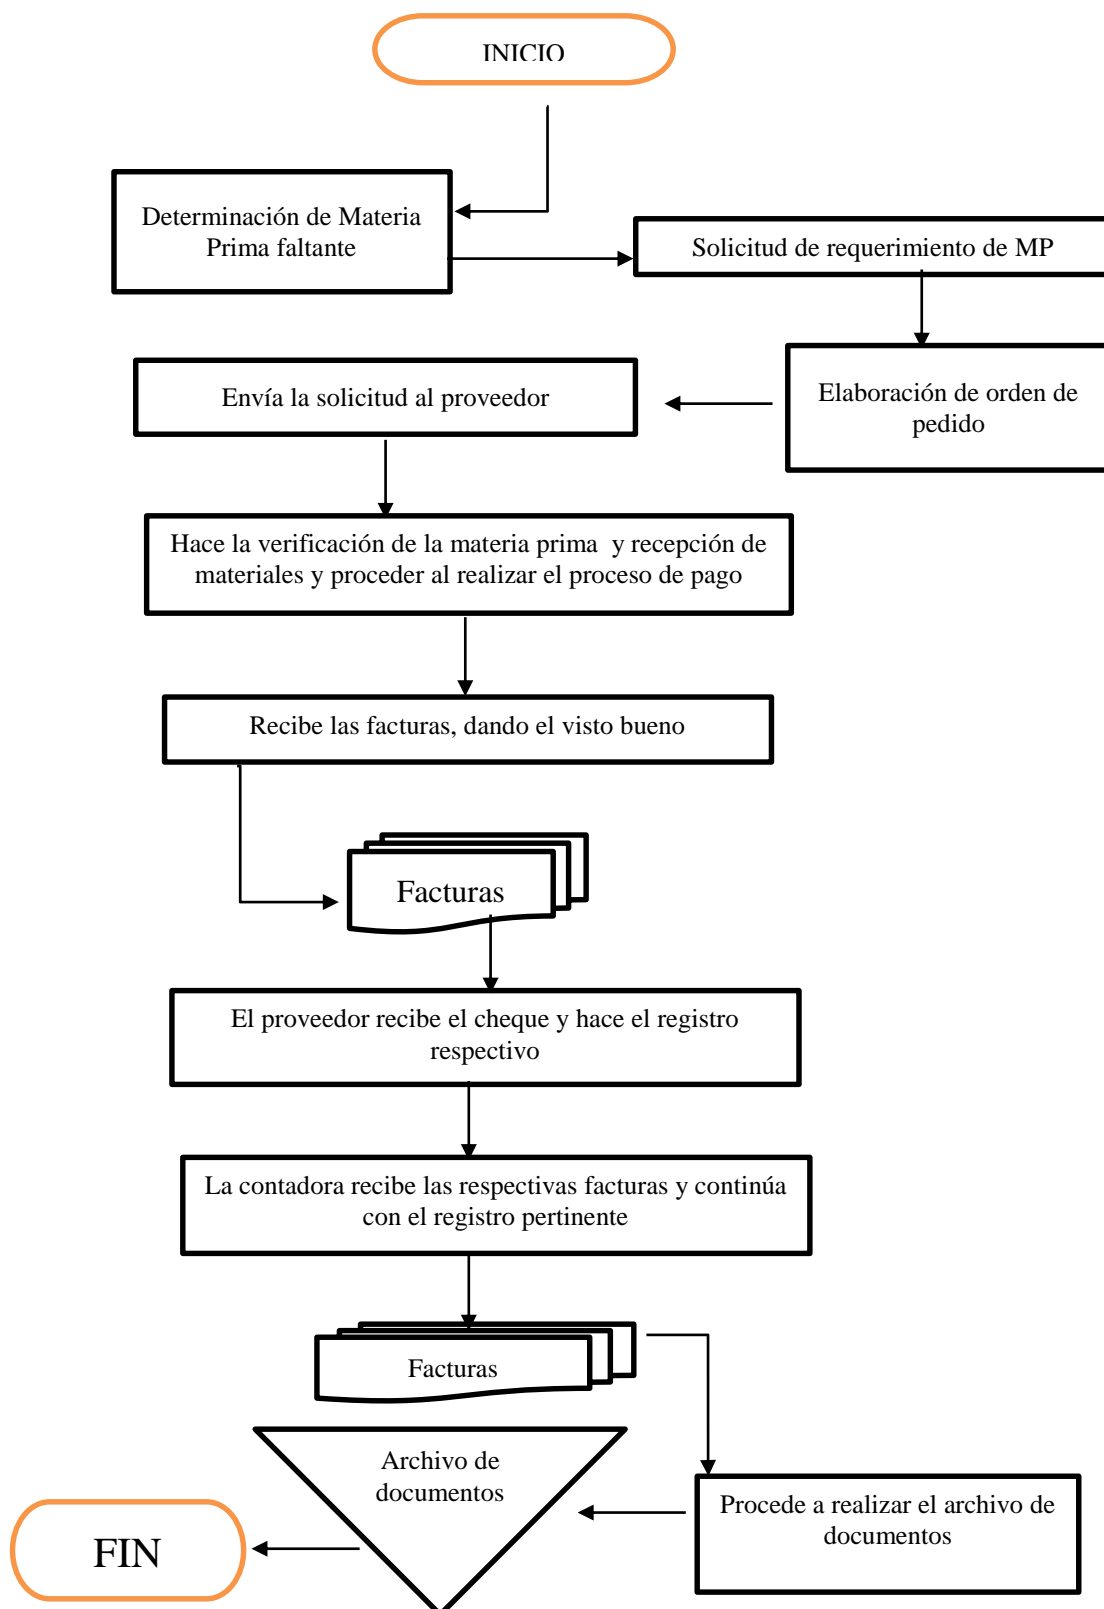 INICIO
Determinación de Materia
Prima faltante
Solicitud de requerimiento de MP
Elaboración de orden de
pedido
Envía la solicitud al proveedor
Hace la verificación de la materia prima  y recepción de
materiales y proceder al realizar el proceso de pago
Recibe las facturas, dando el visto bueno
Facturas
El proveedor recibe el cheque y hace el registro
respectivo
La contadora recibe las respectivas facturas y continúa
con el registro pertinente
Facturas
Archivo de
documentos
Procede a realizar el archivo de
documentos
FIN